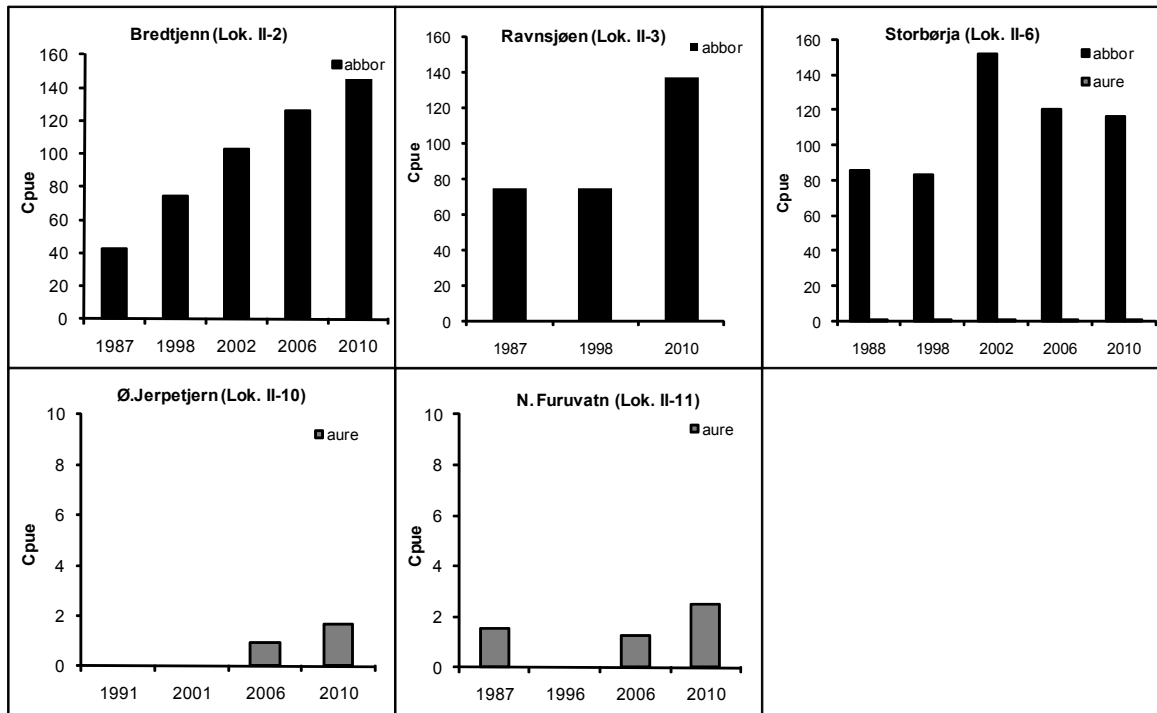 Bredtjenn (Lok. II-2)
abbor
160
140
120
100
80
60
40
20
0
Cpue
1987 1998 2002 2006 2010
Ravnsjøen (Lok. II-3)
abbor
160
140
120
100
80
60
40
20
0
Cpue
1987 1998 2010
Storbørja (Lok. II-6)
abbor
aure
160
140
120
100
80
60
40
20
0
Cpue
1988 1998 2002 2006 2010
Ø.Jerpetjern (Lok. II-10)
aure
10
8
6
4
2
0
Cpue
1991 2001 2006 2010
N. Furuvatn (Lok. II-11)
aure
10
8
6
4
2
0
Cpue
1987 1996 2006 2010